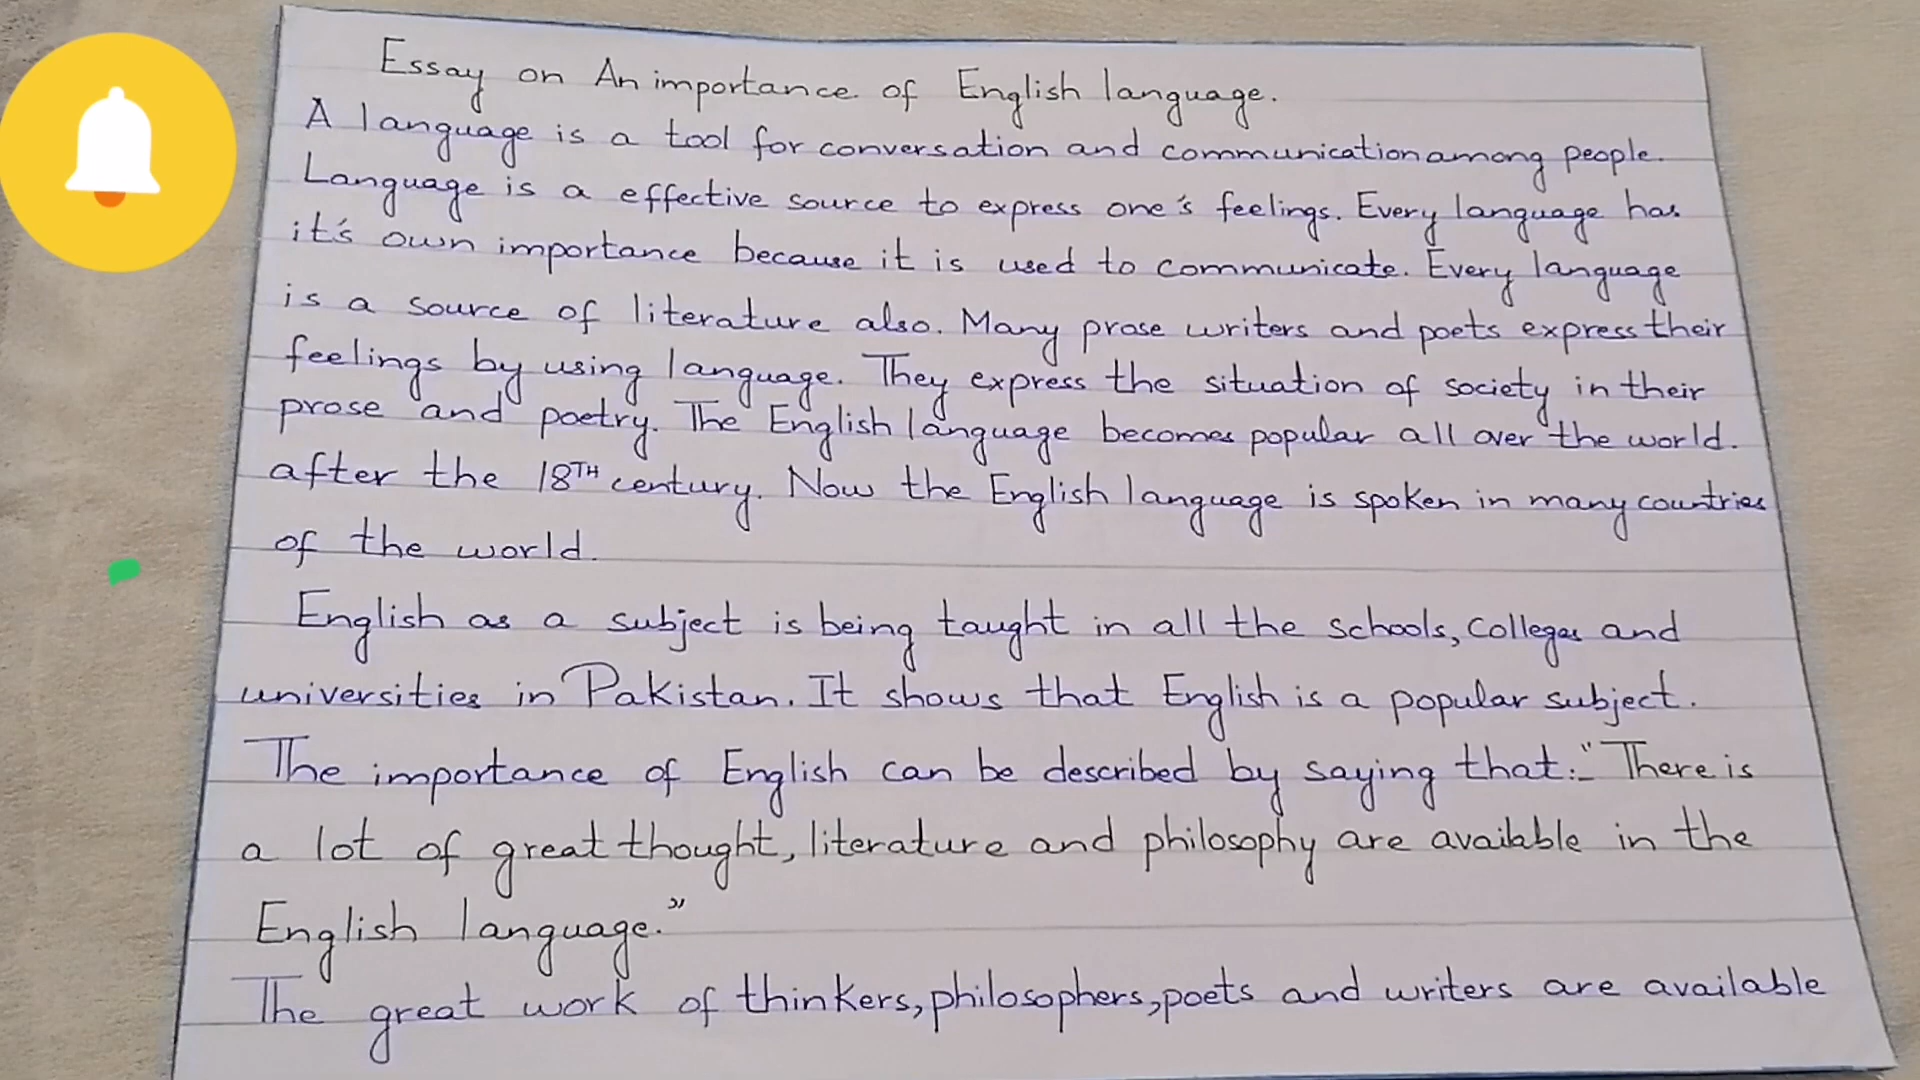 Essay on An importance of English language.
A language is a tool for conversation and communication among people.
Language is a effective source to express one's feelings. Every language has
it's own importance because it is used to communicate. Every language
is a source of literature also. Many prose writers and poets express their
feelings by using language. They express the situation of society in their
prose and poetry. The English language becomes popular all over the world.
after the 18TH century. Now the English language is spoken in many countries
of the world.
English as a subject is being taught in all the schools, colleges and
universities in Pakistan. It shows that English is a popular subject.
The importance of English can be described by saying that:- "There is
a lot of great thought, literature and philosophy are available in the
English language."
The great work of thinkers, philosophers, poets and writers are available